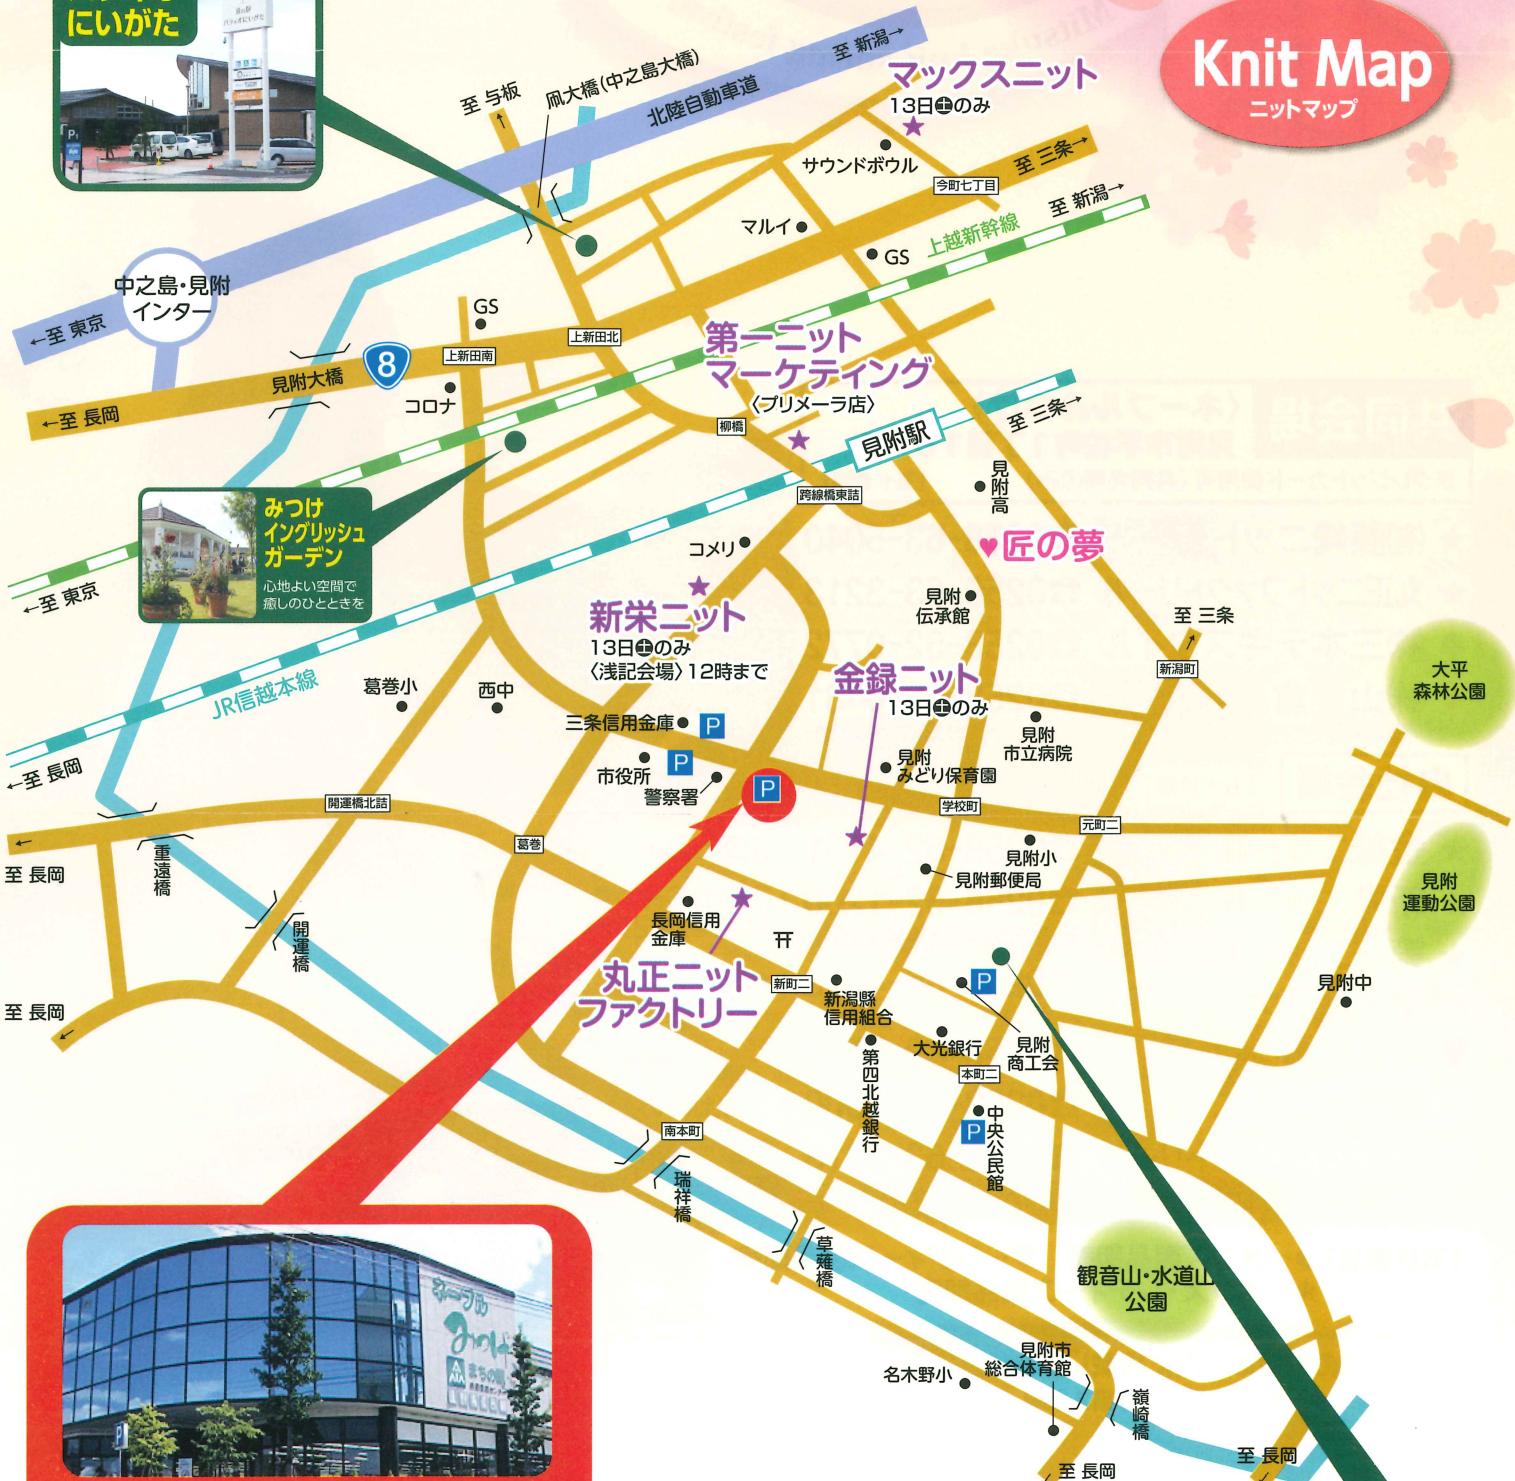 にいがた
Knit Map
ニットマップ
至 与板
凧大橋(中之島大橋)
北陸自動車道
至 新潟→
マックスニット
13日㊏のみ
サウンドボウル
至 三条→
今町七丁目
マルイ
GS
上越新幹線
至 新潟→
中之島・見附
インター
←至 東京
GS
上新田北
上新田南
8
見附大橋
←至 長岡
コロナ
第一ニット
マーケティング
〈プリメーラ店〉
柳橋
見附駅
至 三条→
跨線橋東詰
見附高
みつけ
イングリッシュ
ガーデン
心地よい空間で
癒しのひとときを
←至 東京
コメリ
♥匠の夢
見附
伝承館
新栄ニット
13日㊏のみ
〈浅記会場〉12時まで
至 三条
新潟町
大平
森林公園
JR信越本線
←至 長岡
葛巻小
西中
金録ニット
13日㊏のみ
三条信用金庫
P
市役所
P
警察署
P
見附
市立病院
見附
みどり保育園
学校町
元町二
開運橋北詰
葛巻
←
至 長岡
重遠橋
見附小
見附郵便局
見附
運動公園
開運橋
長岡信用
金庫
丸正ニット
ファクトリー
新町二
新潟縣
信用組合
P
見附中
至 長岡
大光銀行
見附
商工会
第四北越銀行
本町二
中央公民館
P
南本町
瑞祥橋
草薙橋
観音山・水道山
公園
ネーブル
みつけ
まちの駅
P
見附市
総合体育館
名木野小
嶺崎橋
至 長岡
至 長岡